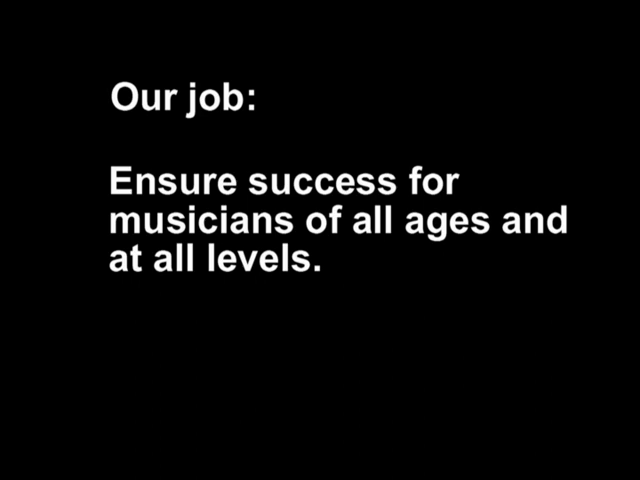 Our job:
Ensure success for
musicians of all ages and
at all levels.